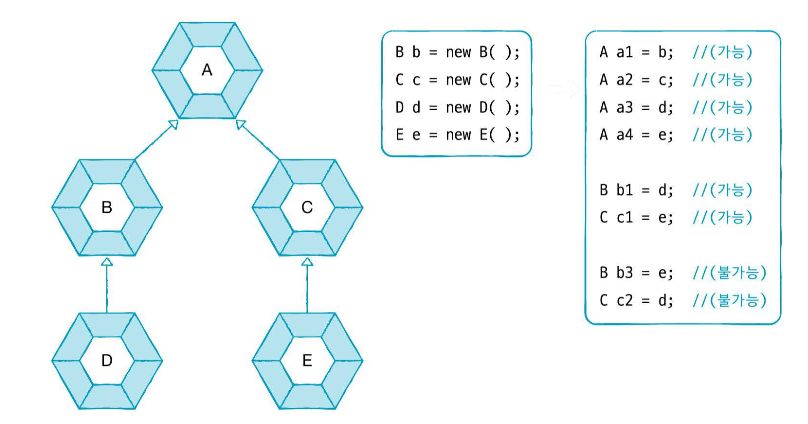 A
B
C
D
E
B b = new B( );
C c = new C( );
D d = new D( );
E e = new E( );
A a1 = b; //(가능)
A a2 = c; //(가능)
A a3 = d; //(가능)
A a4 = e; //(가능)
B b1 = d; //(가능)
C c1 = e; //(가능)
B b3 = e; //(불가능)
C c2 = d; //(불가능)